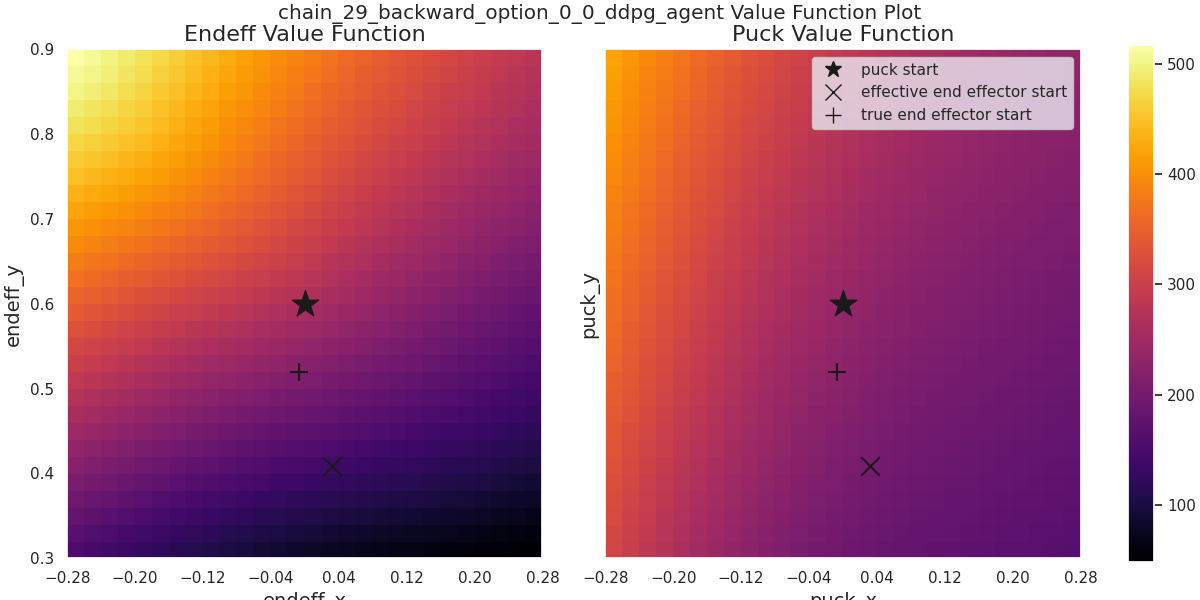 chain_29_backward_option_0_0_ddpg_agent Value Function Plot
Endeff Value Function
Puck Value Function
puck start
effective end effector start
true end effector start
endeff_y
0.9
0.8
0.7
0.6
0.5
0.4
0.3
−0.28 −0.20 −0.12 −0.04 0.04 0.12 0.20 0.28
endeff_x
puck_y
−0.28 −0.20 −0.12 −0.04 0.04 0.12 0.20 0.28
puck_x
500
400
300
200
100